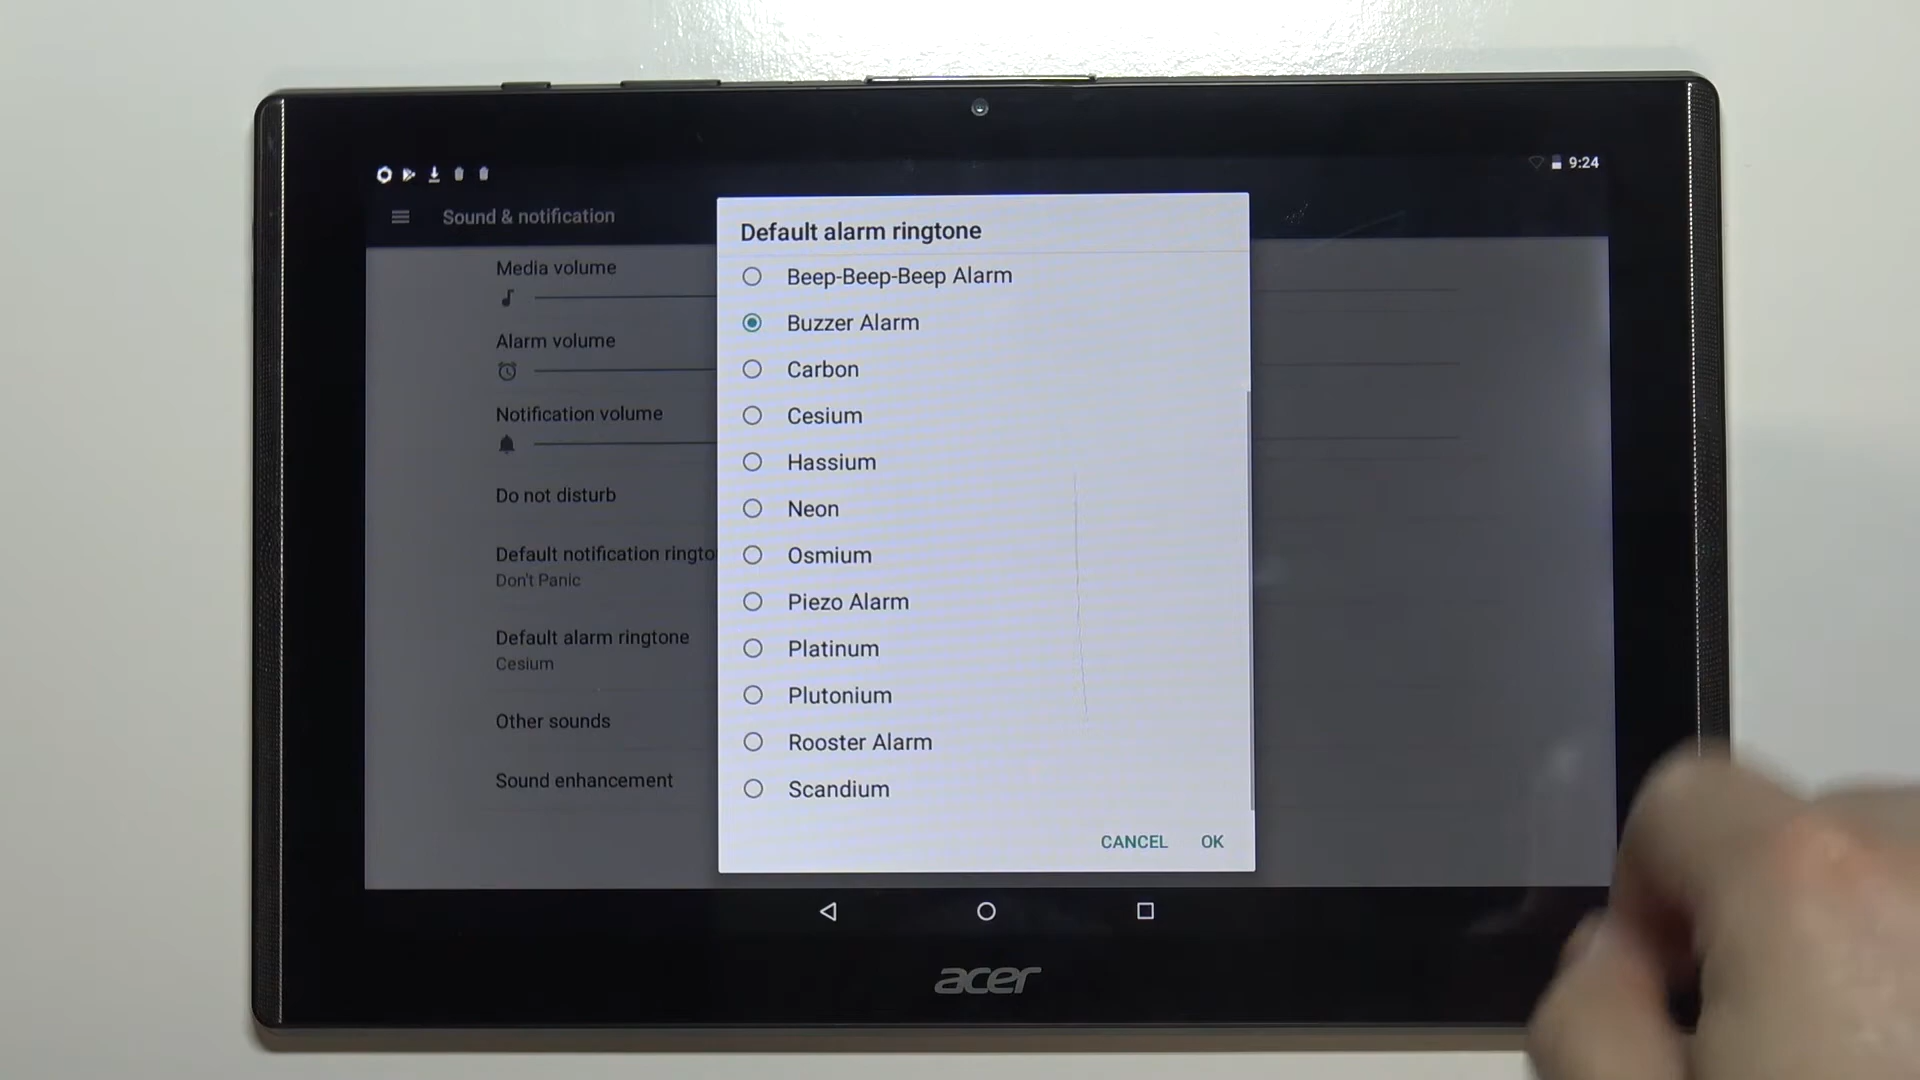 9:24
Sound & notification
Media volume
Alarm volume
Notification volume
Do not disturb
Default notification ringto
Don't Panic
Default alarm ringtone
Cesium
Other sounds
Sound enhancement
Default alarm ringtone
Beep-Beep-Beep Alarm
Buzzer Alarm
Carbon
Cesium
Hassium
Neon
Osmium
Piezo Alarm
Platinum
Plutonium
Rooster Alarm
Scandium
CANCEL OK
acer